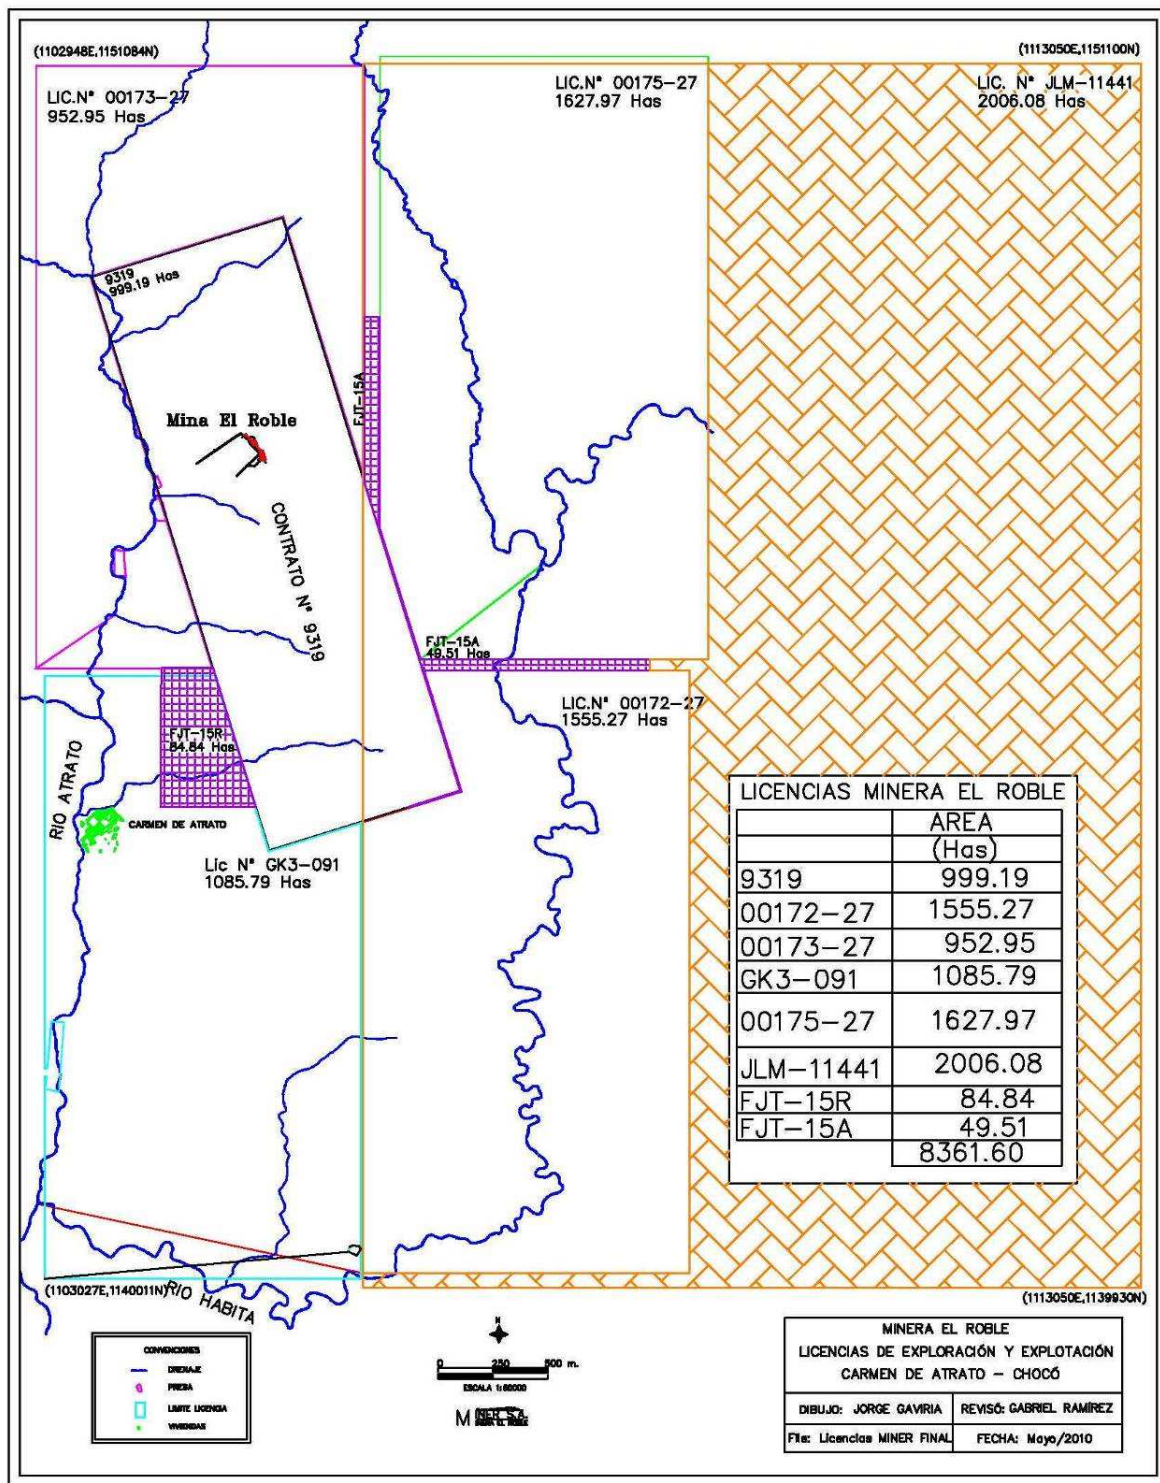 (1102948E,1151084N)
(1113050E,1151100N)
LIC.N° 00173-27
952.95 Has
LIC.N° 00175-27
1627.97 Has
LIC. N° JLM-11441
2006.08 Has
9319
999.19 Has
FJT-15A
Mina El Roble
CONTRATO N° 9319
FJT-15A
49.51 Has
LIC.N° 00172-27
1555.27 Has
FJT-15R
84.84 Has
RIO ATRATO
CARMEN DE ATRATO
Lic N° GK3-091
1085.79 Has
LICENCIAS MINERA EL ROBLE
AREA
(Has)
9319 999.19
00172-27 1555.27
00173-27 952.95
GK3-091 1085.79
00175-27 1627.97
JLM-11441 2006.08
FJT-15R 84.84
FJT-15A 49.51
8361.60
(1103027E,1140011N)
RIO HABITA
(1113050E,1139930N)
CONVENCIONES
DRENAJE
PRESA
LIMITE LICENCIA
VIVIENDAS
N
0 250 500 m.
MINERA EL ROBLE
LICENCIAS DE EXPLORACIÓN Y EXPLOTACIÓN
CARMEN DE ATRATO - CHOCÓ
DIBUJO: JORGE GAVIRIA REVISÓ: GABRIEL RAMÍREZ
File: Licencias MINER FINAL FECHA: Mayo/2010